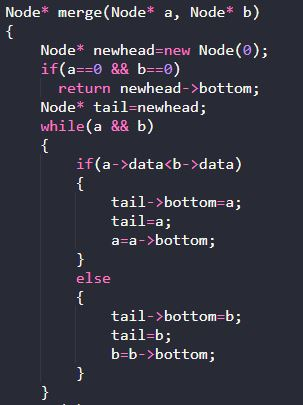 Node* merge(Node* a, Node* b)
{
    Node* newhead=new Node(0);
    if(a==0 && b==0)
      return newhead->bottom;
    Node* tail=newhead;
    while(a && b)
    {
        if(a->data<b->data)
        {
            tail->bottom=a;
            tail=a;
            a=a->bottom;
        }
        else
        {
            tail->bottom=b;
            tail=b;
            b=b->bottom;
        }
    }